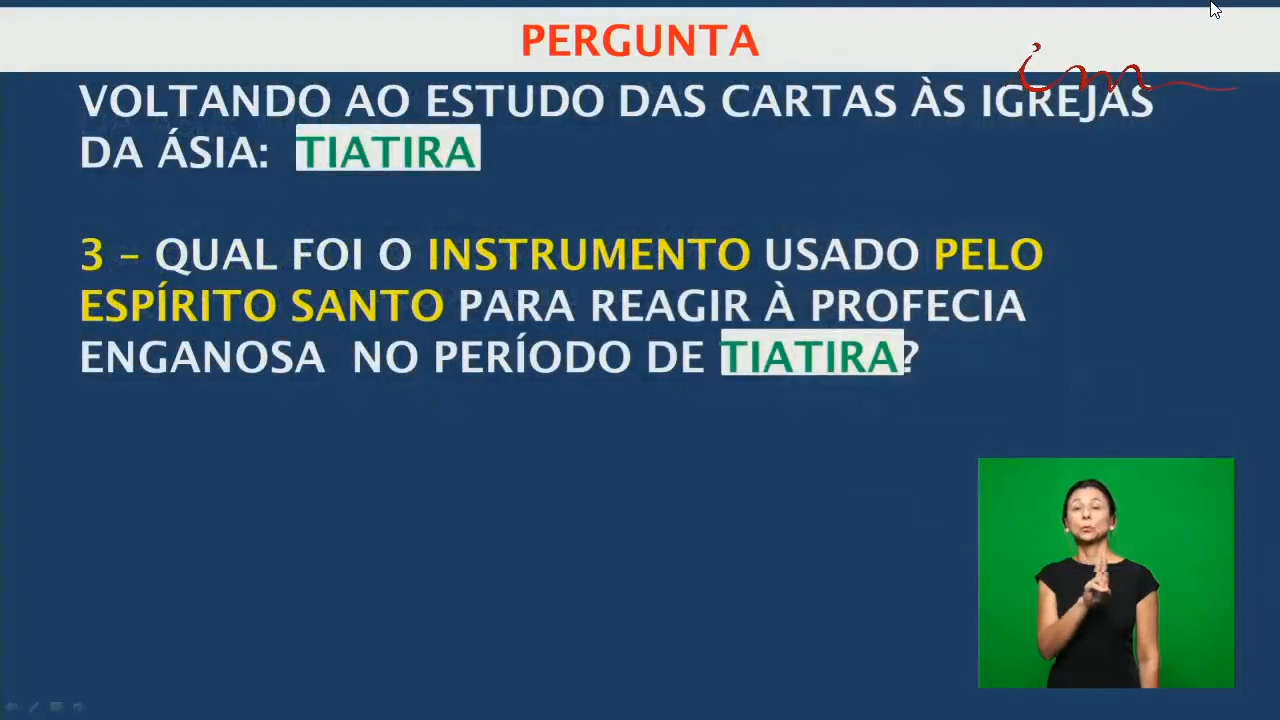 PERGUNTA
im
VOLTANDO AO ESTUDO DAS CARTAS ÀS IGREJAS
DA ÁSIA: TIATIRA
3 – QUAL FOI O INSTRUMENTO USADO PELO
ESPÍRITO SANTO PARA REAGIR À PROFECIA
ENGANOSA NO PERÍODO DE TIATIRA?